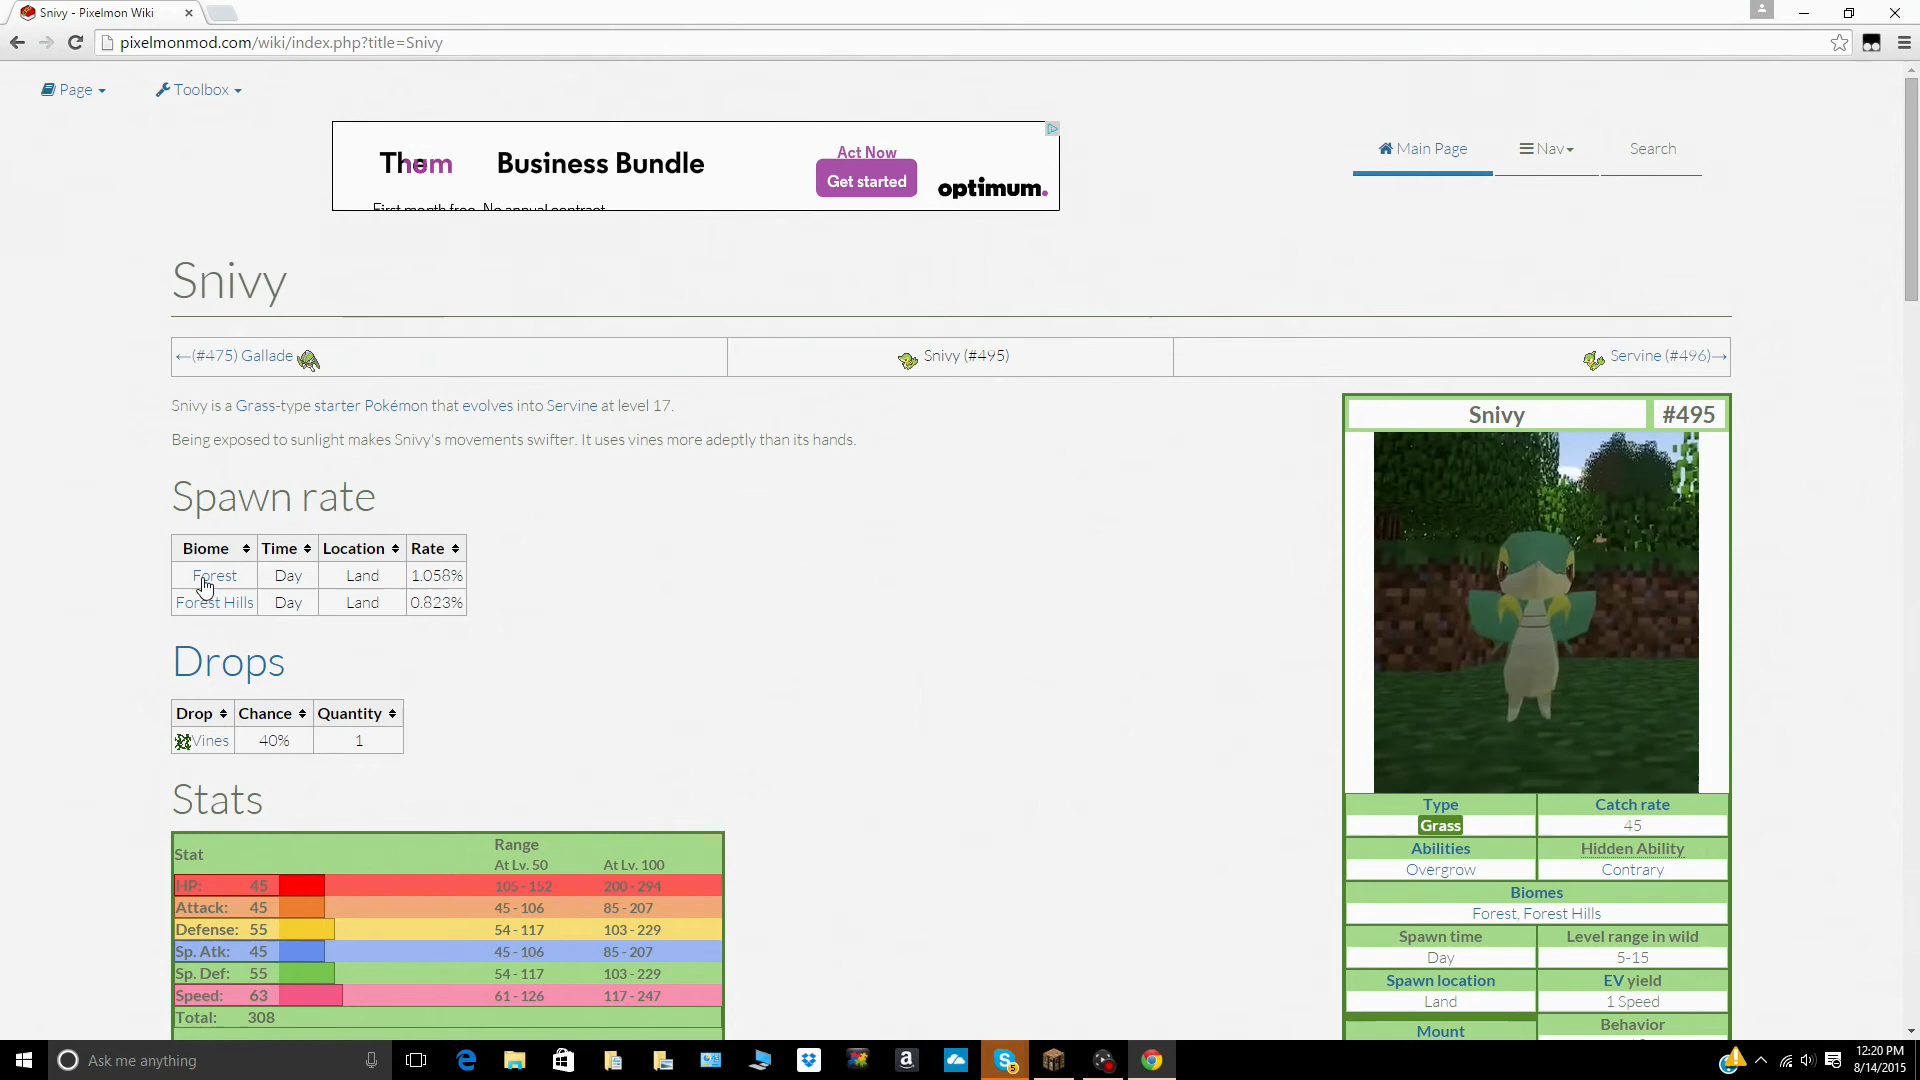 Snivy - Pixelmon Wiki
pixelmonmod.com/wiki/index.php?title=Snivy
Page
Toolbox
Business Bundle
Act Now
Get started
optimum.
First month free. No annual contract
Main Page
Nav
Search
Snivy
←(#475) Gallade
Snivy (#495)
Servine (#496)→
Snivy is a Grass-type starter Pokémon that evolves into Servine at level 17.
Being exposed to sunlight makes Snivy's movements swifter. It uses vines more adeptly than its hands.
Spawn rate
Biome Time Location Rate
Forest Day Land 1.058%
Forest Hills Day Land 0.823%
Drops
Drop Chance Quantity
Vines 40% 1
Stats
Stat Range
At Lv. 50 At Lv. 100
HP: 45 105 - 152 200 - 294
Attack: 45 45 - 106 85 - 207
Defense: 55 54 - 117 103 - 229
Sp. Atk: 45 45 - 106 85 - 207
Sp. Def: 55 54 - 117 103 - 229
Speed: 63 61 - 126 117 - 247
Total: 308
Snivy #495
Type Catch rate
Grass 45
Abilities Hidden Ability
Overgrow Contrary
Biomes
Forest, Forest Hills
Spawn time Level range in wild
Day 5-15
Spawn location EV yield
Land 1 Speed
Mount Behavior
Ask me anything
5
12:20 PM
8/14/2015